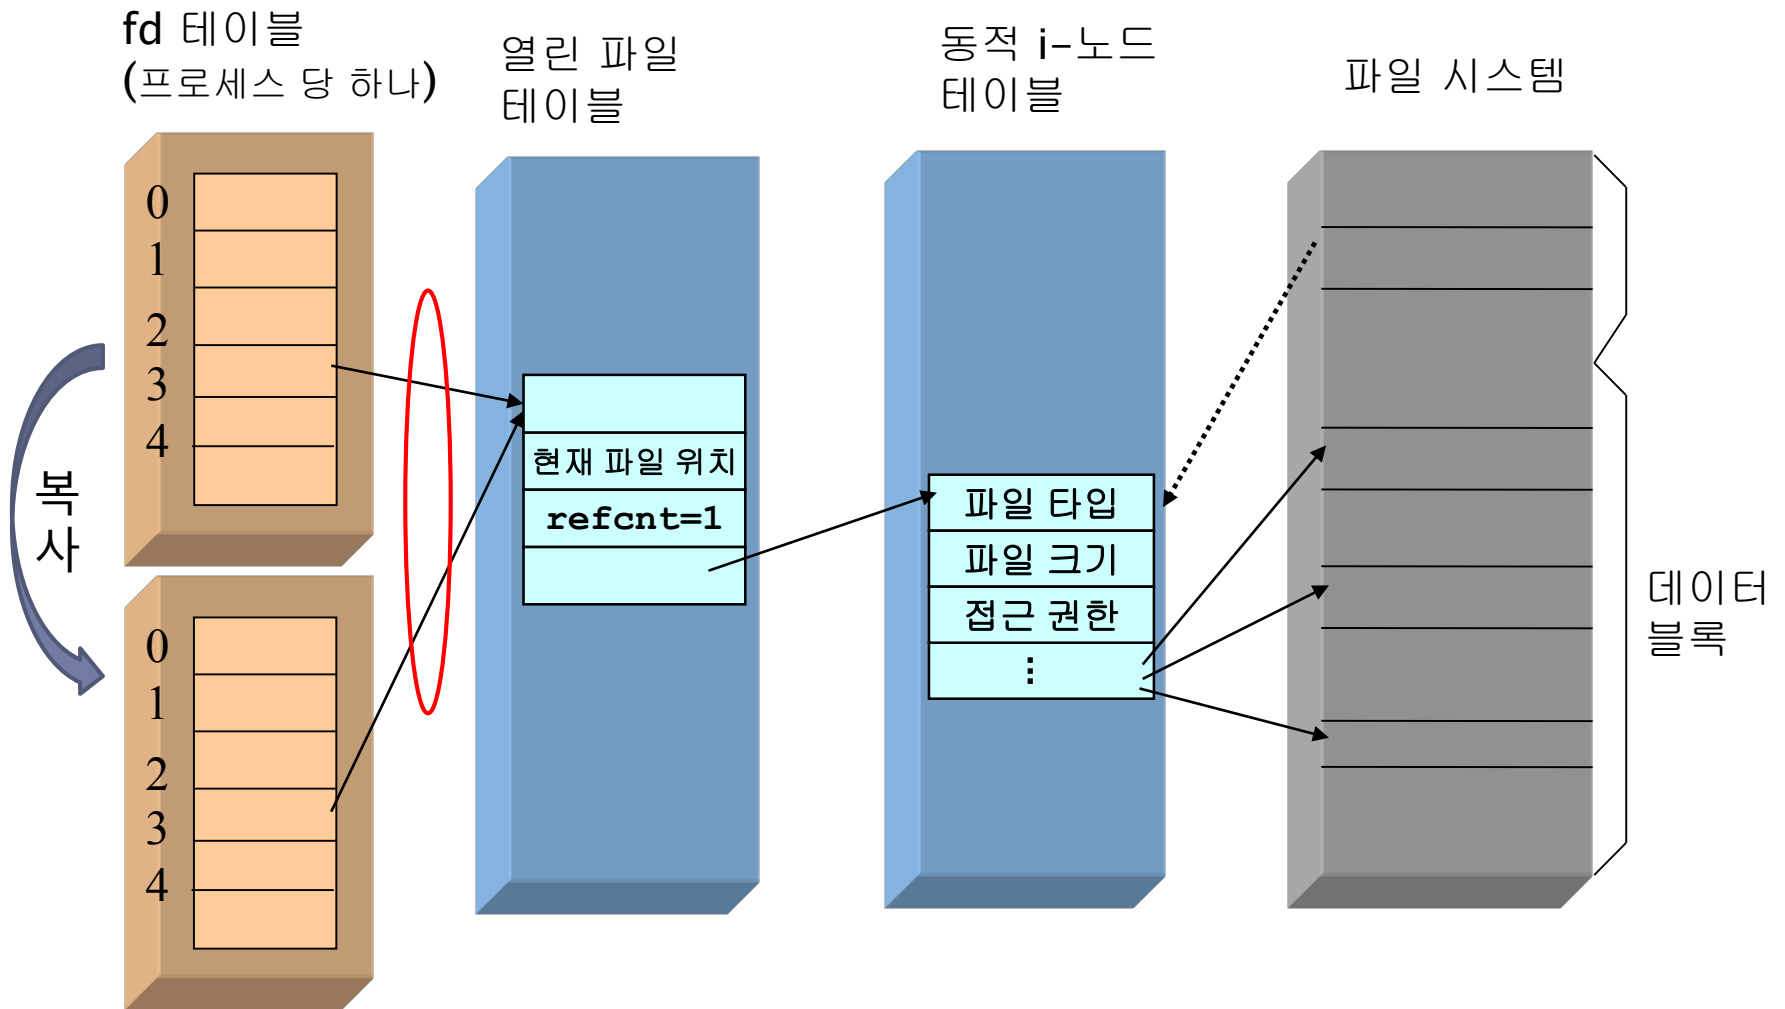 fd 테이블
(프로세스 당 하나)
열린 파일
테이블
동적 i-노드
테이블
파일 시스템
0
1
2
3
4
복
사
0
1
2
3
4
현재 파일 위치
refcnt=1
파일 타입
파일 크기
접근 권한
⋮
데이터
블록